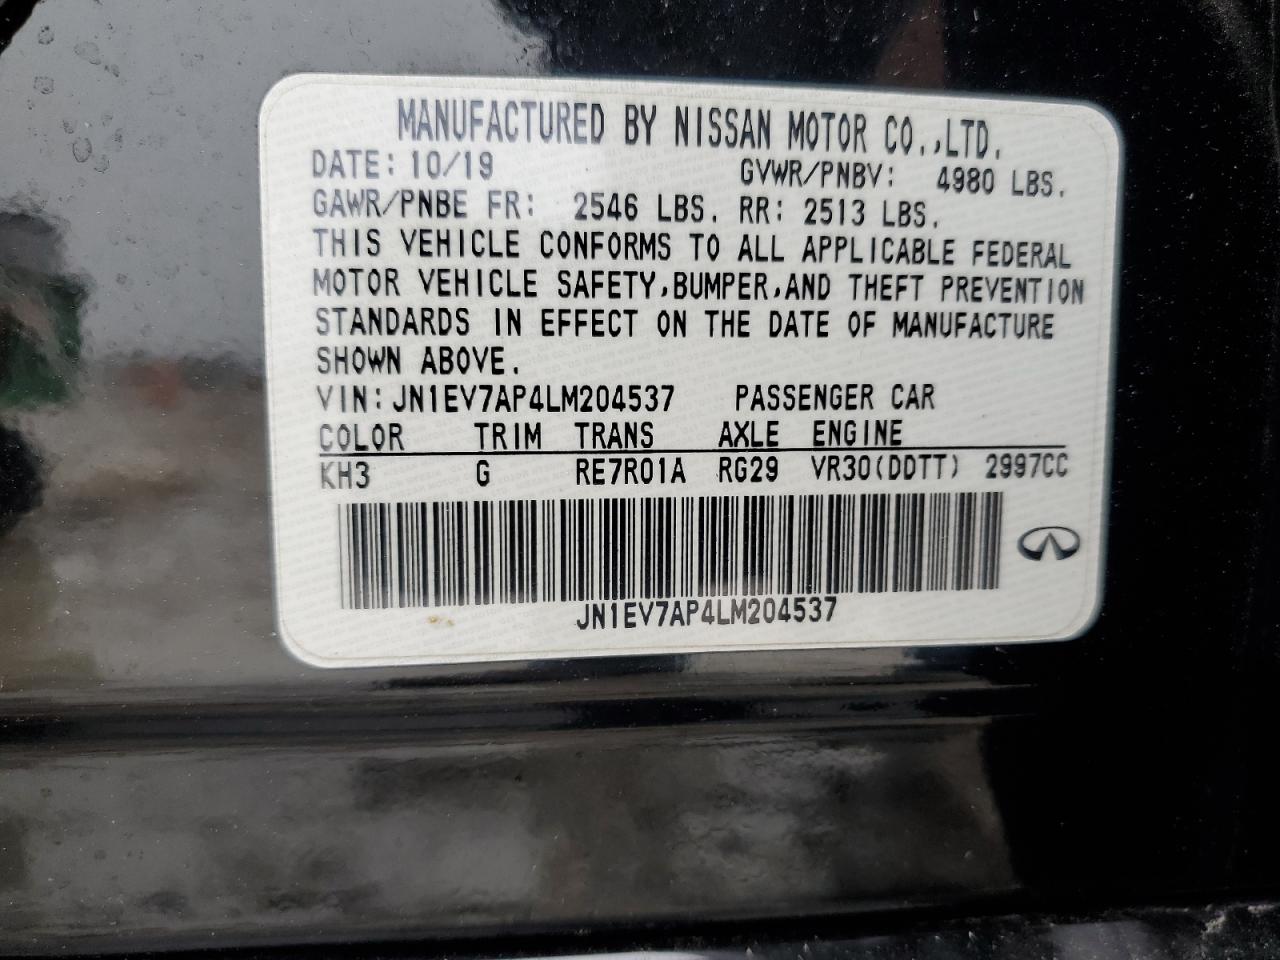 MANUFACTURED BY NISSAN MOTOR CO.,LTD.
DATE: 10/19 GVWR/PNBV: 4980 LBS.
GAWR/PNBE FR: 2546 LBS. RR: 2513 LBS.
THIS VEHICLE CONFORMS TO ALL APPLICABLE FEDERAL
MOTOR VEHICLE SAFETY,BUMPER,AND THEFT PREVENTION
STANDARDS IN EFFECT ON THE DATE OF MANUFACTURE
SHOWN ABOVE.
VIN: JN1EV7AP4LM204537 PASSENGER CAR
COLOR TRIM TRANS AXLE ENGINE
KH3 G RE7R01A RG29 VR30(DDTT) 2997CC
JN1EV7AP4LM204537